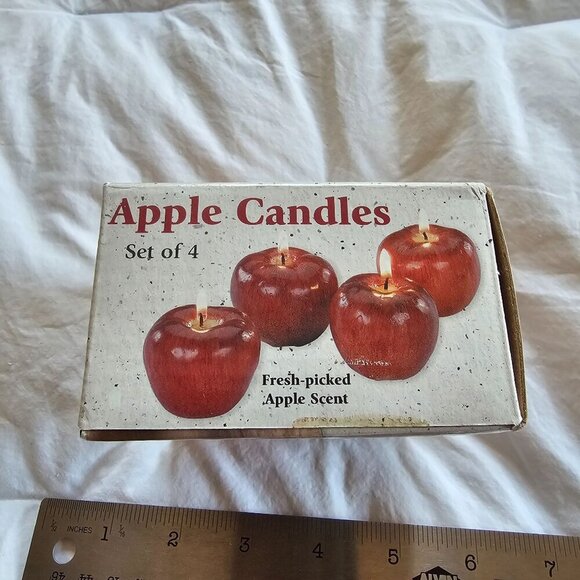 Apple Candles
Set of 4
Fresh-picked
Apple Scent
INCHES 1 2 3 4 5 6 7